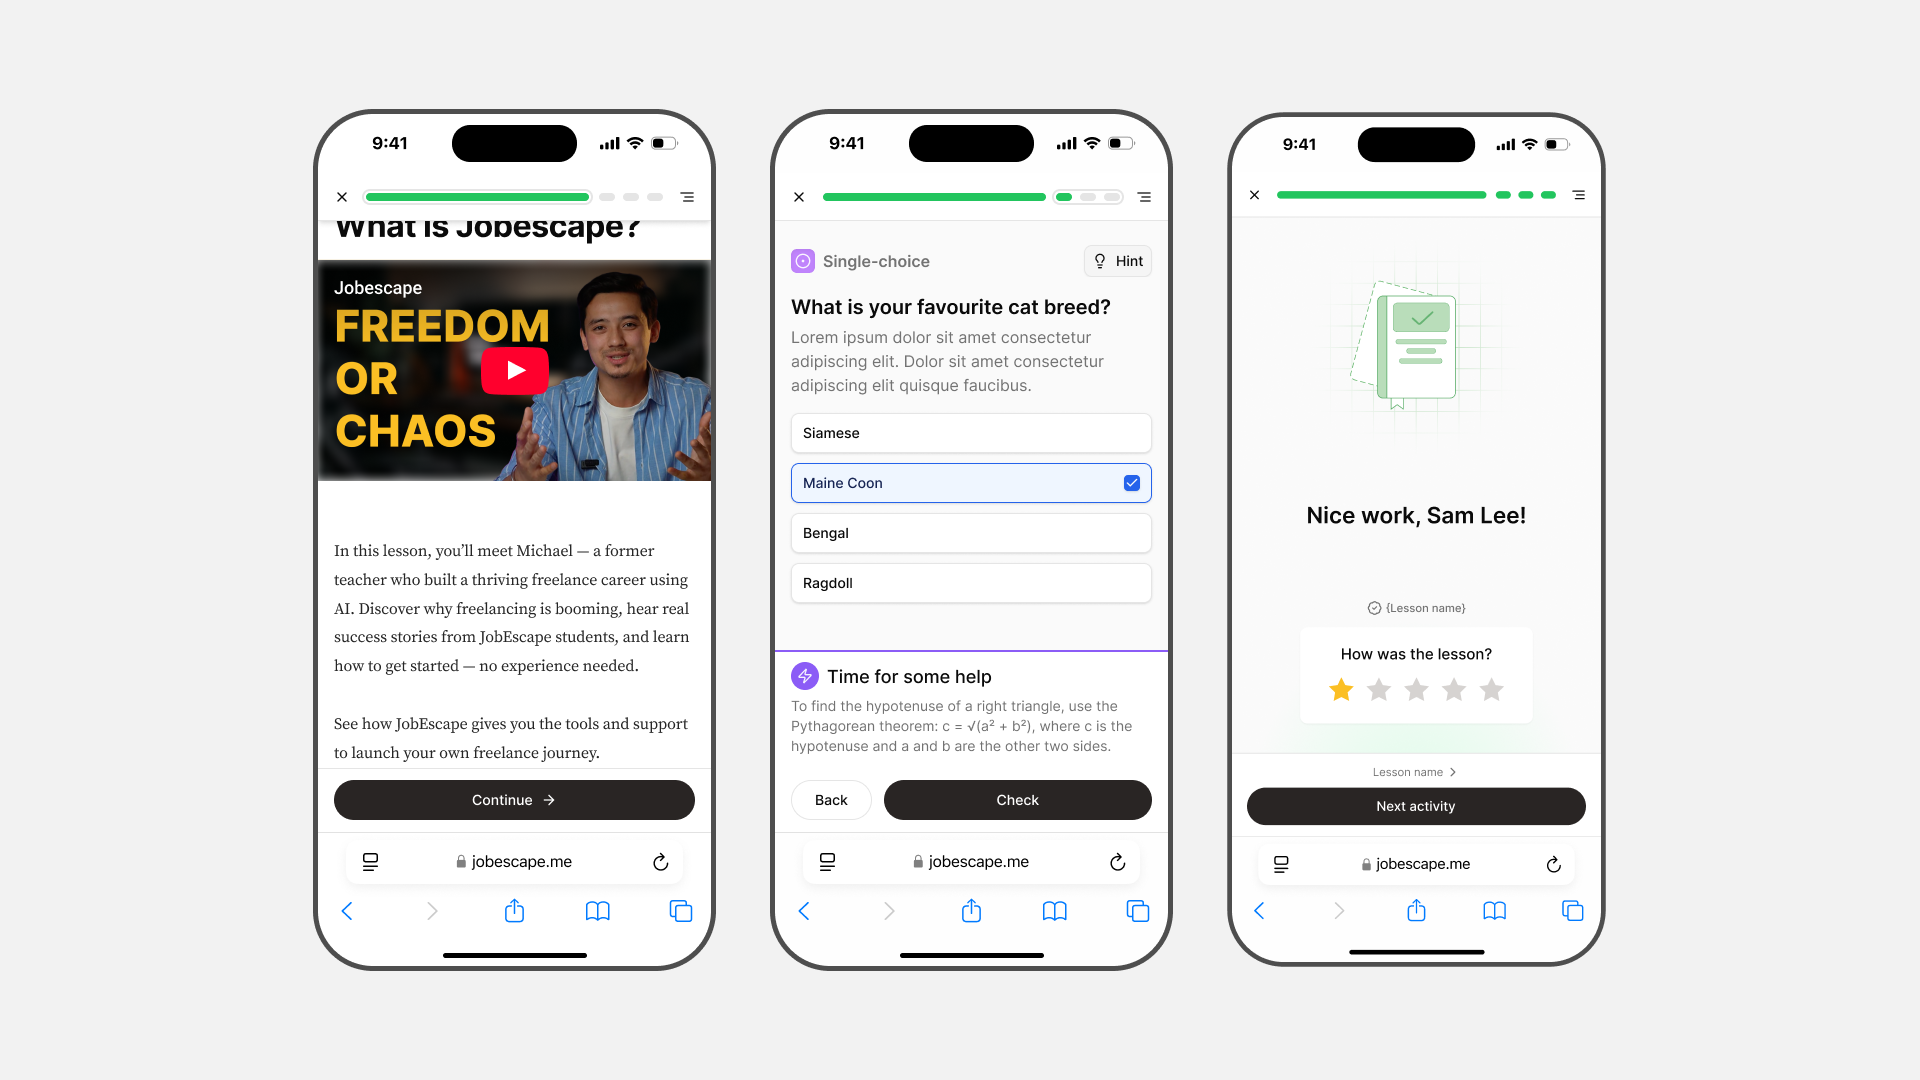 9:41
What is Jobescape?
Jobescape
FREEDOM
OR
CHAOS
In this lesson, you’ll meet Michael — a former
teacher who built a thriving freelance career using
AI. Discover why freelancing is booming, hear real
success stories from JobEscape students, and learn
how to get started — no experience needed.
See how JobEscape gives you the tools and support
to launch your own freelance journey.
Continue
jobescape.me
9:41
Single-choice
Hint
What is your favourite cat breed?
Lorem ipsum dolor sit amet consectetur
adipiscing elit. Dolor sit amet consectetur
adipiscing elit quisque faucibus.
Siamese
Maine Coon
Bengal
Ragdoll
Time for some help
To find the hypotenuse of a right triangle, use the
Pythagorean theorem: c = √(a² + b²), where c is the
hypotenuse and a and b are the other two sides.
Back
Check
jobescape.me
9:41
Nice work, Sam Lee!
{Lesson name}
How was the lesson?
Lesson name
Next activity
jobescape.me